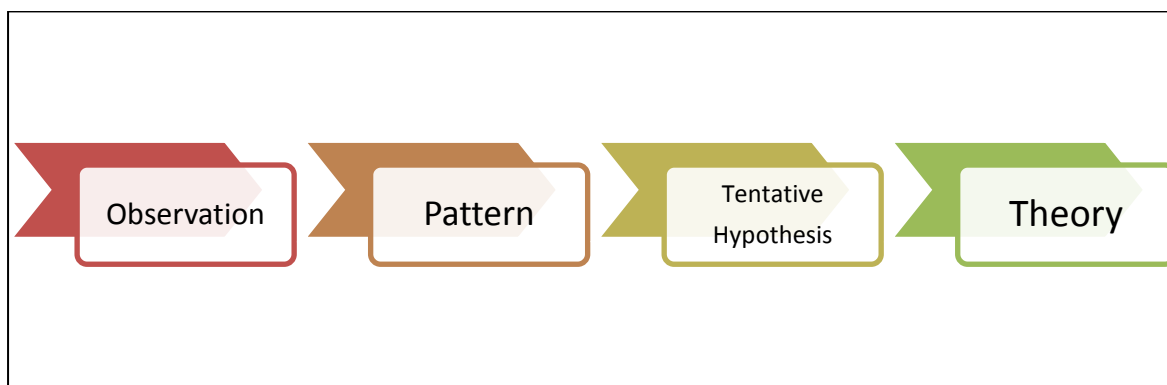 Observation
Pattern
Tentative
Hypothesis
Theory